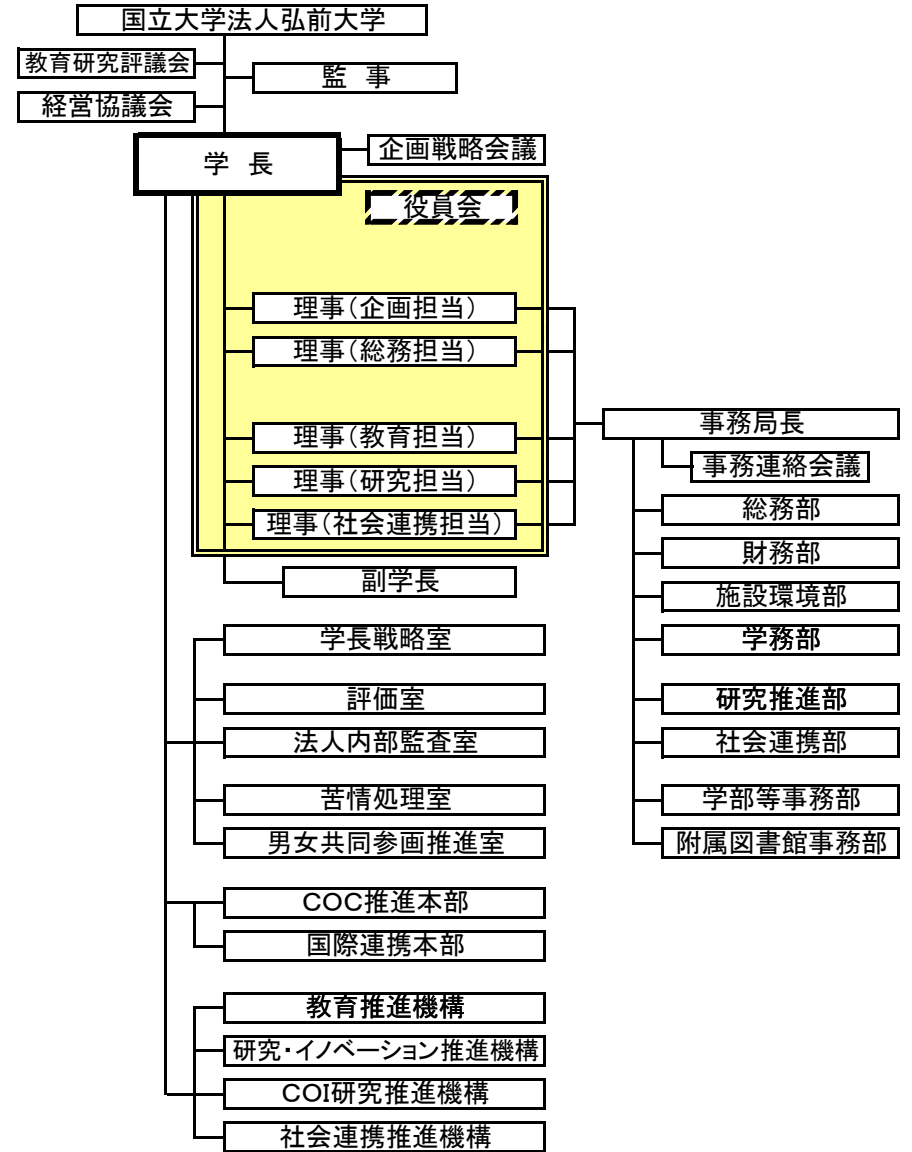 国立大学法人弘前大学
教育研究評議会
監　事
経営協議会
学　長
企画戦略会議
役員会
理事（企画担当）
理事（総務担当）
理事（教育担当）
理事（研究担当）
理事（社会連携担当）
副学長
事務局長
事務連絡会議
総務部
財務部
施設環境部
学務部
研究推進部
社会連携部
学部等事務部
附属図書館事務部
学長戦略室
評価室
法人内部監査室
苦情処理室
男女共同参画推進室
COC推進本部
国際連携本部
教育推進機構
研究・イノベーション推進機構
COI研究推進機構
社会連携推進機構